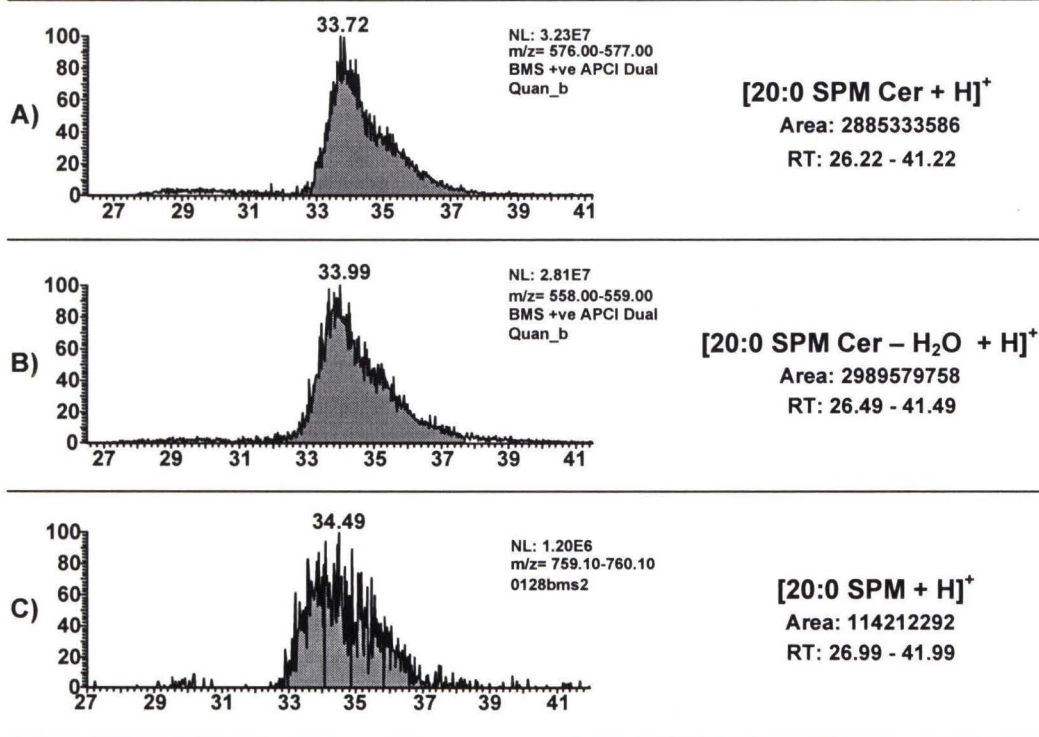 A)
33.72
100
80
60
40
20
0
27 29 31 33 35 37 39 41
NL: 3.23E7
m/z= 576.00-577.00
BMS +ve APCI Dual
Quan_b
[20:0 SPM Cer + H]⁺
Area: 2885333586
RT: 26.22 - 41.22
B)
33.99
100
80
60
40
20
0
27 29 31 33 35 37 39 41
NL: 2.81E7
m/z= 558.00-559.00
BMS +ve APCI Dual
Quan_b
[20:0 SPM Cer – H₂O + H]⁺
Area: 2989579758
RT: 26.49 - 41.49
C)
34.49
100
80
60
40
20
0
27 29 31 33 35 37 39 41
NL: 1.20E6
m/z= 759.10-760.10
0128bms2
[20:0 SPM + H]⁺
Area: 114212292
RT: 26.99 - 41.99